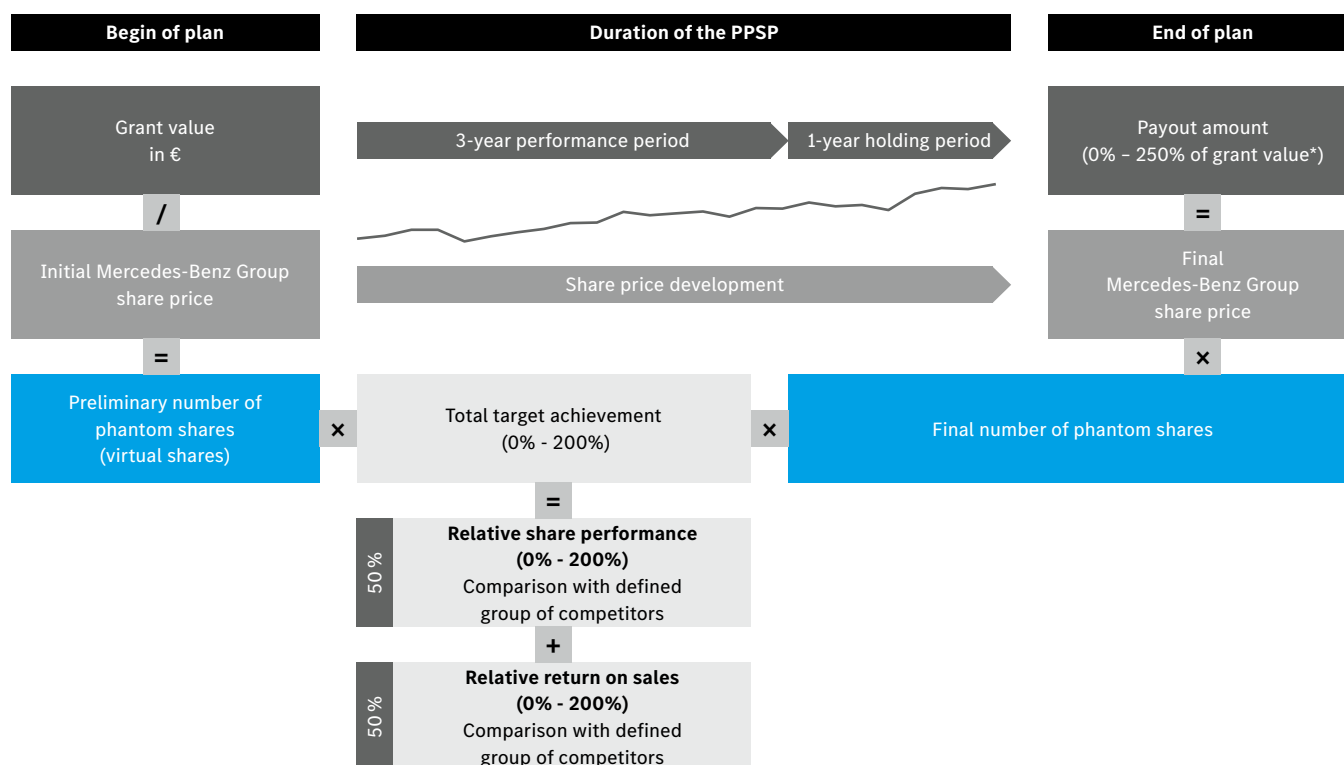 Begin of plan
Duration of the PPSP
End of plan
Grant value
in €
/
Initial Mercedes-Benz Group
share price
=
Preliminary number of
phantom shares
(virtual shares)
3-year performance period
1-year holding period
Share price development
×
Total target achievement
(0% - 200%)
×
=
50 %
Relative share performance
(0% - 200%)
Comparison with defined
group of competitors
+
50 %
Relative return on sales
(0% - 200%)
Comparison with defined
group of competitors
Payout amount
(0% – 250% of grant value*)
=
Final
Mercedes-Benz Group
share price
×
Final number of phantom shares